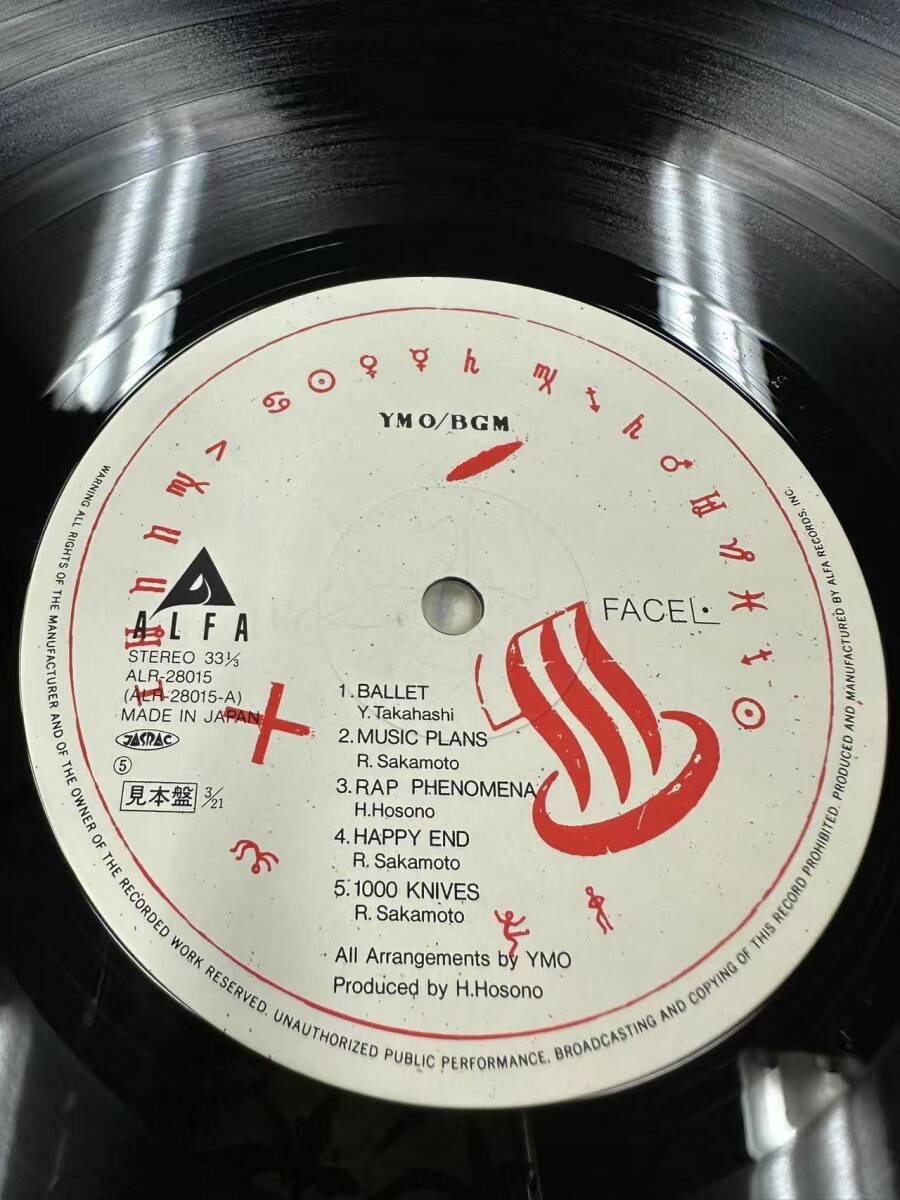 YMO/BGM
FACE L
ALFA
STEREO 33⅓
ALR-28015
(ALR-28015-A)
MADE IN JAPAN
JASRAC
⑤
見本盤 3/21
1. BALLET
Y. Takahashi
2. MUSIC PLANS
R. Sakamoto
3. RAP PHENOMENA
H.Hosono
4. HAPPY END
R. Sakamoto
5. 1000 KNIVES
R. Sakamoto
All Arrangements by YMO
Produced by H.Hosono
WARNING ALL RIGHTS OF THE MANUFACTURER AND OF THE OWNER OF THE RECORDED WORK RESERVED. UNAUTHORIZED PUBLIC PERFORMANCE, BROADCASTING AND COPYING OF THIS RECORD PROHIBITED. PRODUCED AND MANUFACTURED BY ALFA RECORDS, INC.